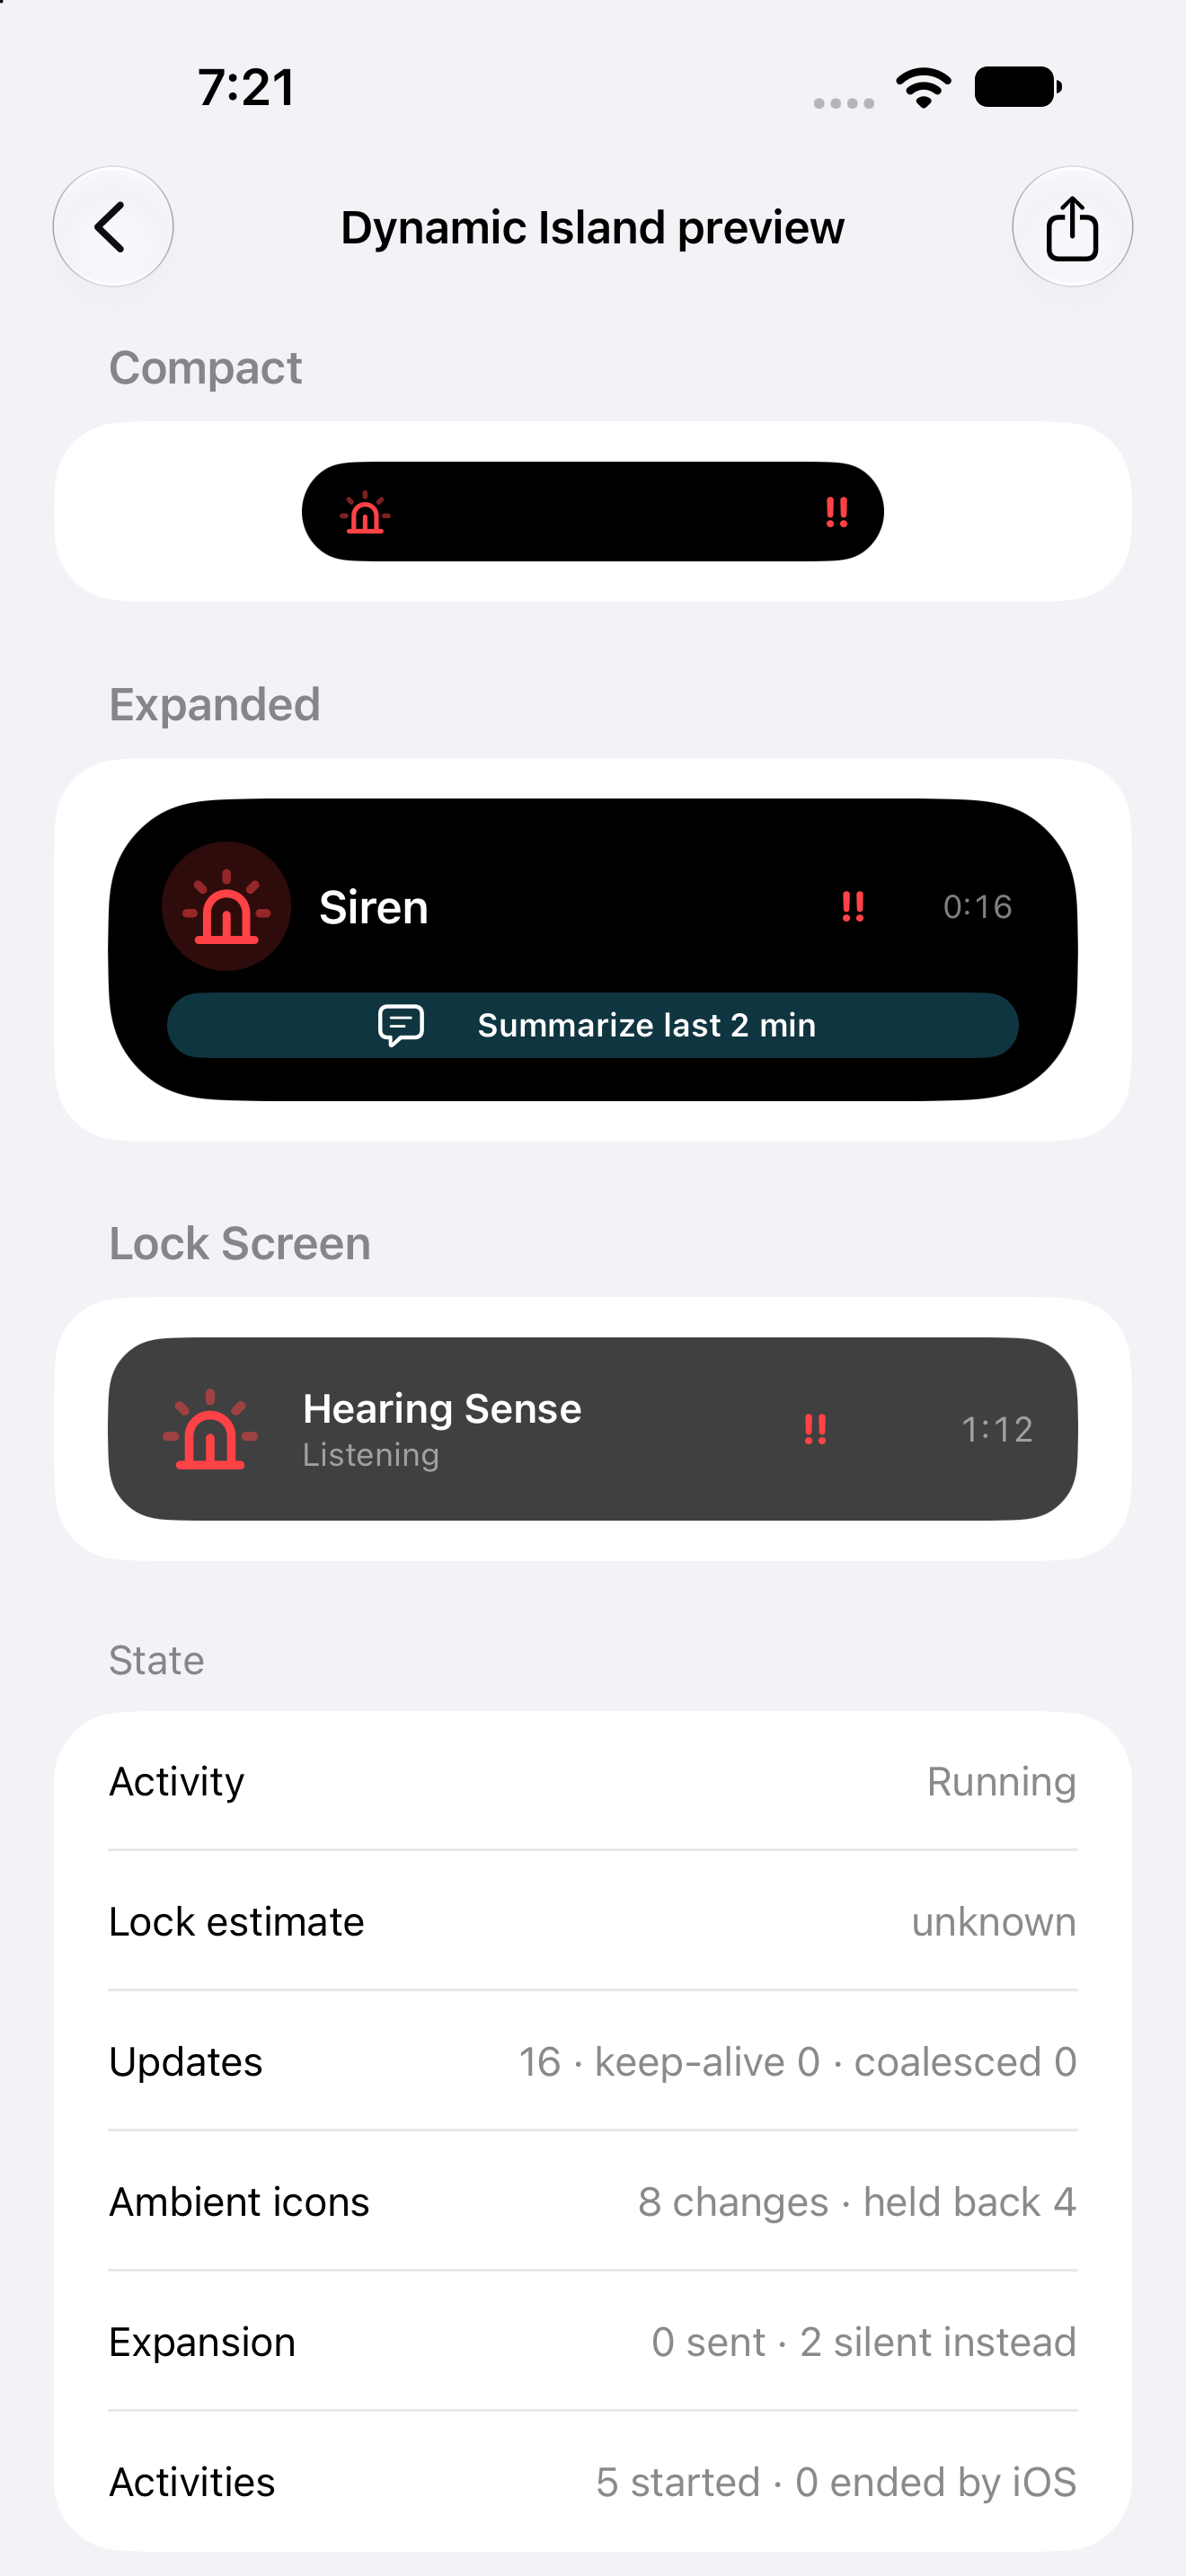 7:21
Dynamic Island preview
Compact
!!
Expanded
Siren !! 0:16
Summarize last 2 min
Lock Screen
Hearing Sense
Listening
!! 1:12
State
Activity Running
Lock estimate unknown
Updates 16 · keep-alive 0 · coalesced 0
Ambient icons 8 changes · held back 4
Expansion 0 sent · 2 silent instead
Activities 5 started · 0 ended by iOS